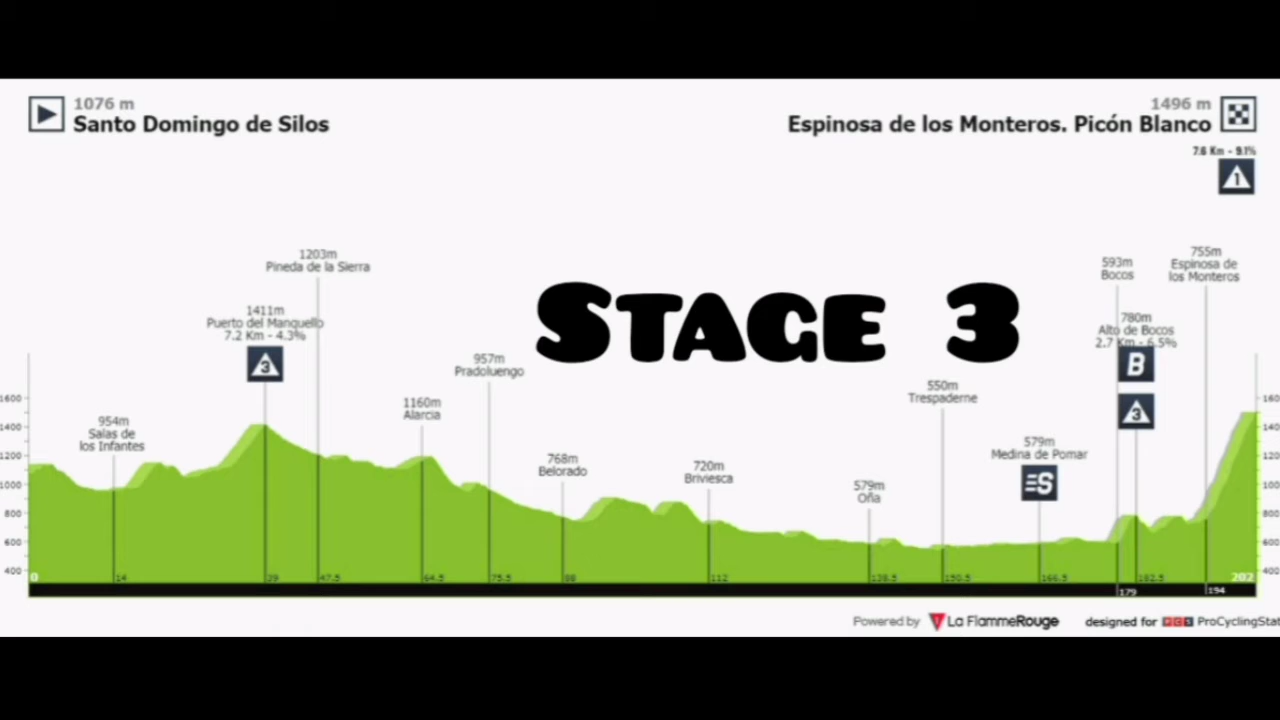 1076 m
Santo Domingo de Silos
1496 m
Espinosa de los Monteros. Picón Blanco
7.6 Km - 9.1%
1
1203m
Pineda de la Sierra
593m
Bocos
755m
Espinosa de
los Monteros
STAGE 3
1411m
Puerto del Manquello
7.2 Km - 4.3%
3
780m
Alto de Bocos
2.7 Km - 6.5%
B
3
957m
Pradoluengo
550m
Trespaderne
1160m
Alarcia
954m
Salas de
los Infantes
579m
Medina de Pomar
S
768m
Belorado
720m
Briviesca
579m
Oña
1600
1400
1200
1000
800
600
400
0 14 39 47.5 64.5 75.5 88 112 138.5 150.5 166.5 179 182.5 194 202
Powered by La FlammeRouge designed for PCS ProCyclingStat